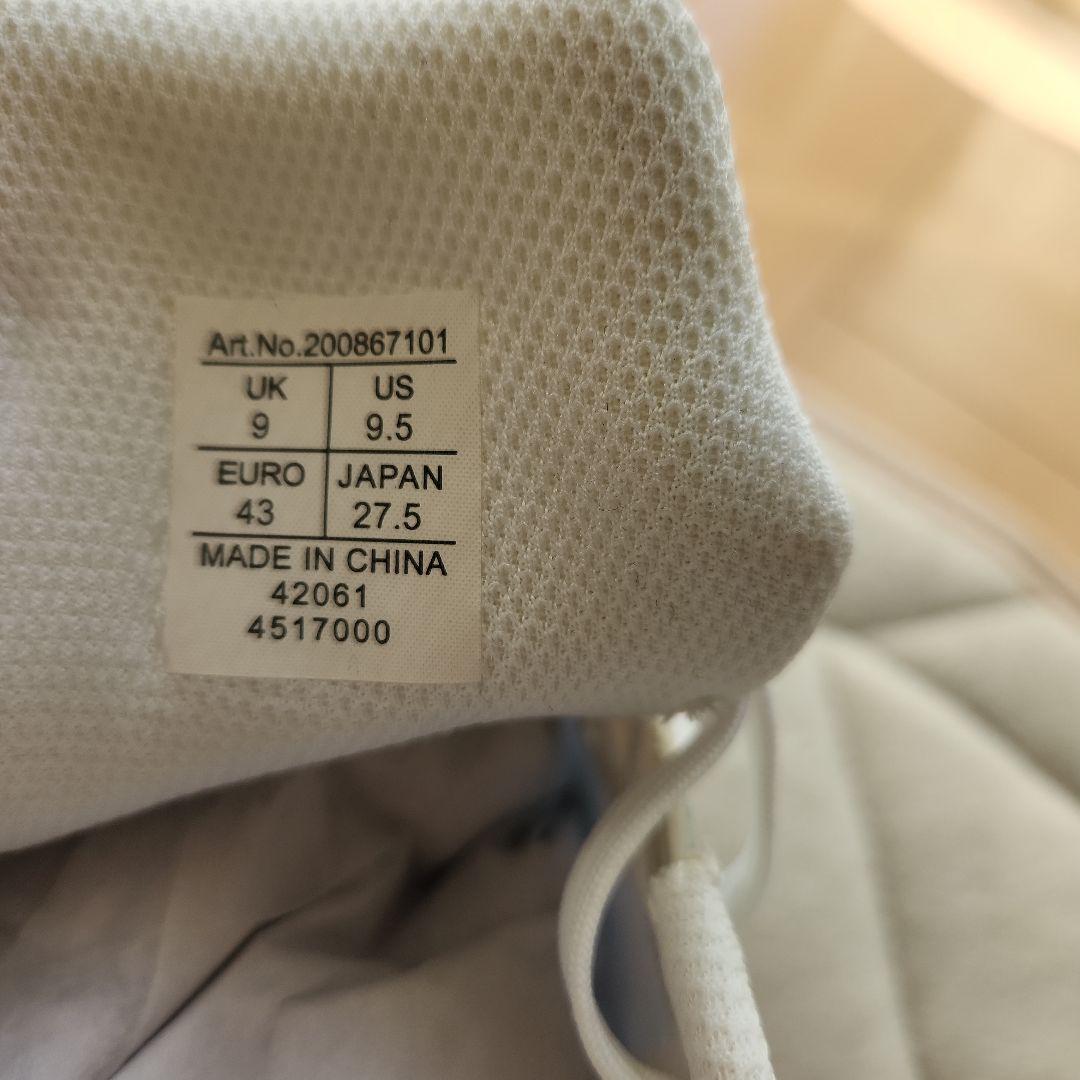 Art.No.200867101
UK US
9 9.5
EURO JAPAN
43 27.5
MADE IN CHINA
42061
4517000